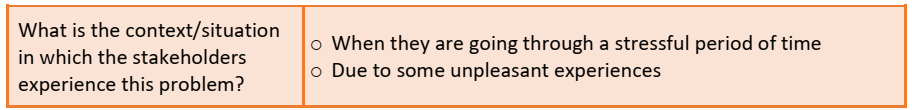 What is the context/situation
in which the stakeholders
experience this problem?
o When they are going through a stressful period of time
o Due to some unpleasant experiences